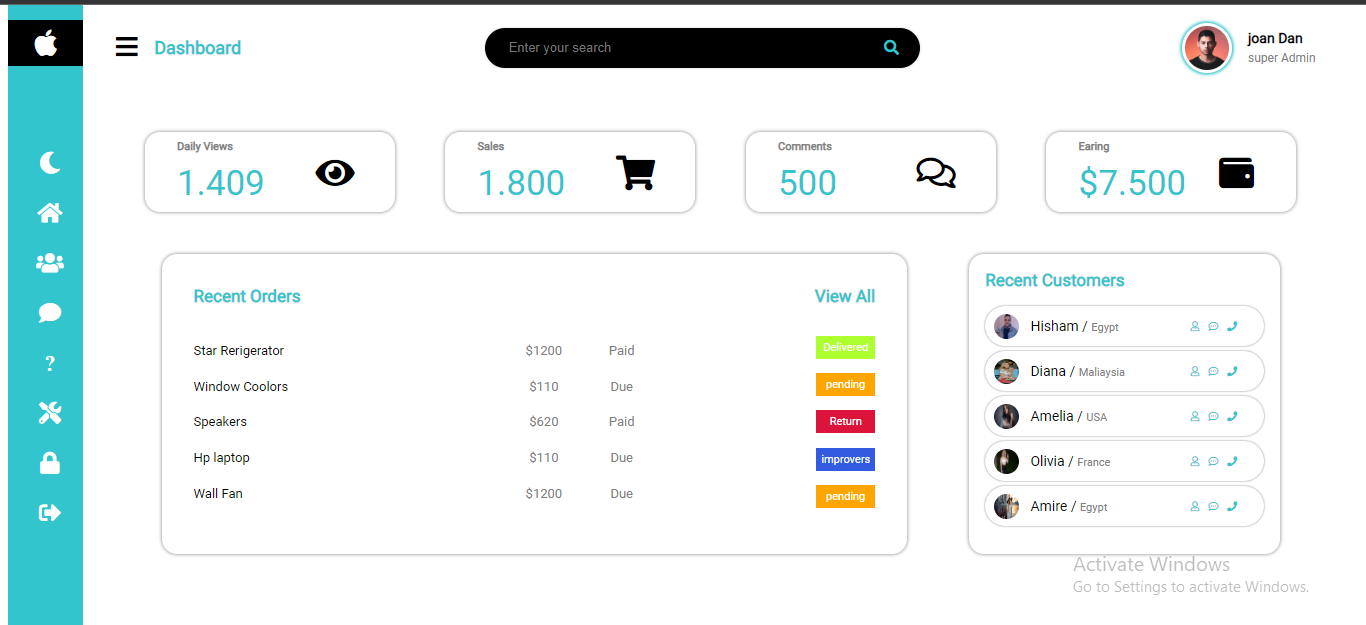 Dashboard
Enter your search
joan Dan
super Admin
Daily Views
1.409
Sales
1.800
Comments
500
Earing
$7.500
Recent Orders View All
Star Rerigerator $1200 Paid Delivered
Window Coolors $110 Due pending
Speakers $620 Paid Return
Hp laptop $110 Due improvers
Wall Fan $1200 Due pending
Recent Customers
Hisham / Egypt
Diana / Maliaysia
Amelia / USA
Olivia / France
Amire / Egypt
?
Activate Windows
Go to Settings to activate Windows.